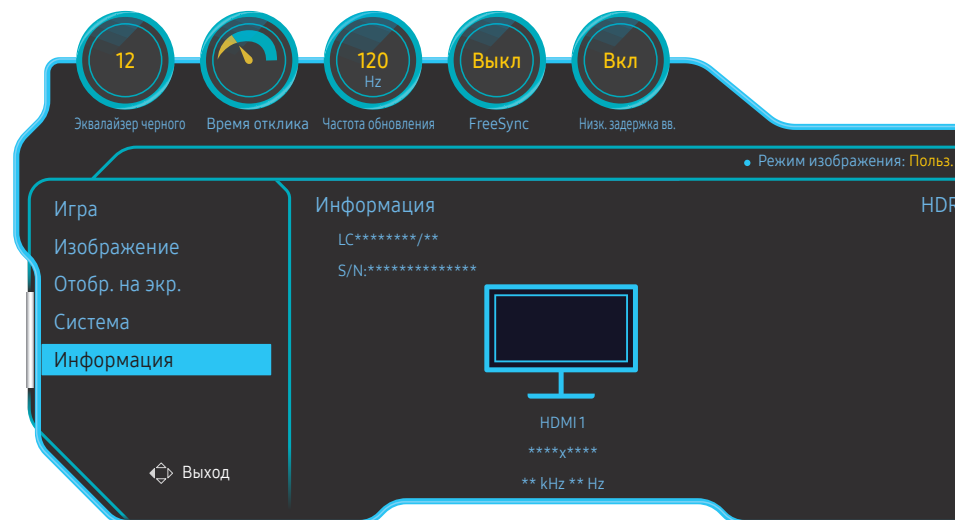 12
120
Hz
Выкл
Вкл
Эквалайзер черного
Время отклика
Частота обновления
FreeSync
Низк. задержка вв.
• Режим изображения: Польз.
Игра
Изображение
Отобр. на экр.
Система
Информация
Выход
Информация
HDR
LC********/**
S/N:**************
HDMI1
****x****
** kHz ** Hz